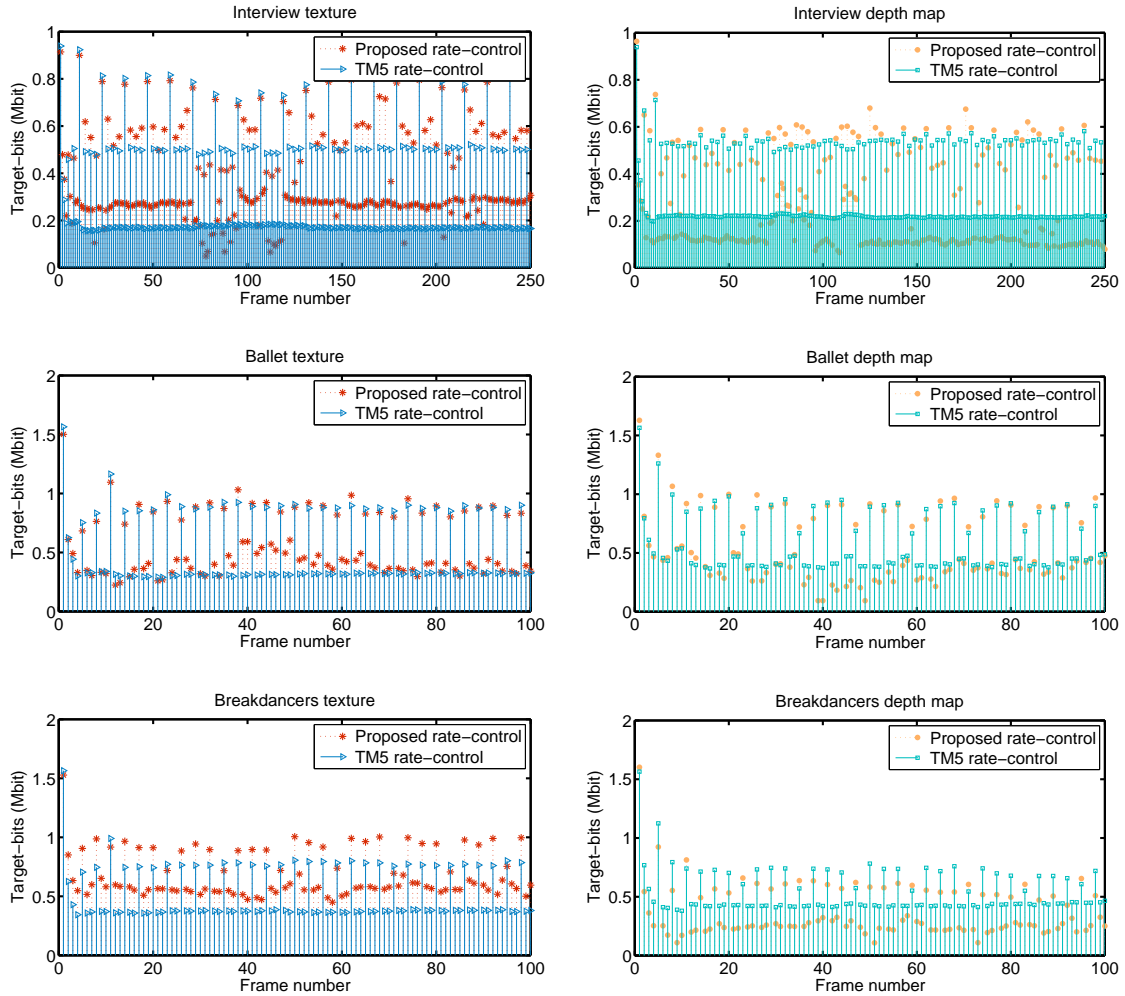 Interview texture
1
0.8
0.6
0.4
0.2
0
Target−bits (Mbit)
Proposed rate−control
TM5 rate−control
0 50 100 150 200 250
Frame number
Interview depth map
1
0.8
0.6
0.4
0.2
0
Target−bits (Mbit)
Proposed rate−control
TM5 rate−control
0 50 100 150 200 250
Frame number
Ballet texture
2
1.5
1
0.5
0
Target−bits (Mbit)
Proposed rate−control
TM5 rate−control
0 20 40 60 80 100
Frame number
Ballet depth map
2
1.5
1
0.5
0
Target−bits (Mbit)
Proposed rate−control
TM5 rate−control
0 20 40 60 80 100
Frame number
Breakdancers texture
2
1.5
1
0.5
0
Target−bits (Mbit)
Proposed rate−control
TM5 rate−control
0 20 40 60 80 100
Frame number
Breakdancers depth map
2
1.5
1
0.5
0
Target−bits (Mbit)
Proposed rate−control
TM5 rate−control
0 20 40 60 80 100
Frame number